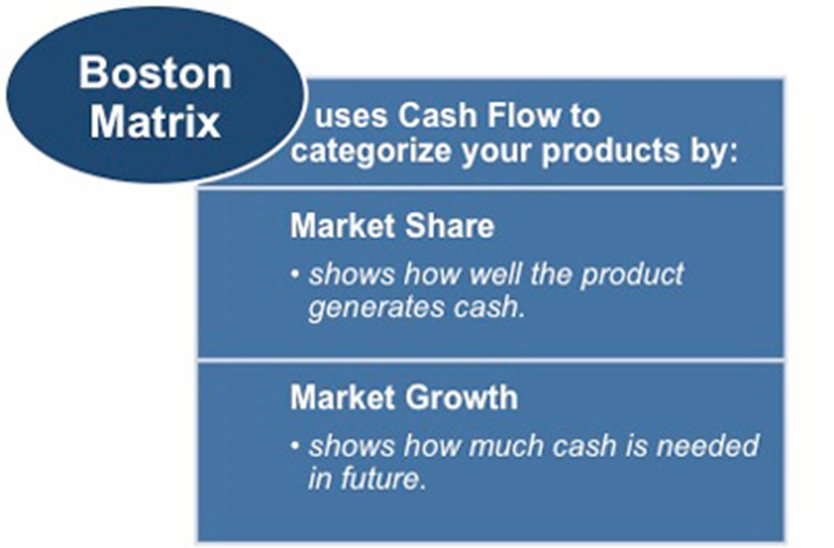 Boston
Matrix
uses Cash Flow to
categorize your products by:
Market Share
• shows how well the product
generates cash.
Market Growth
• shows how much cash is needed
in future.